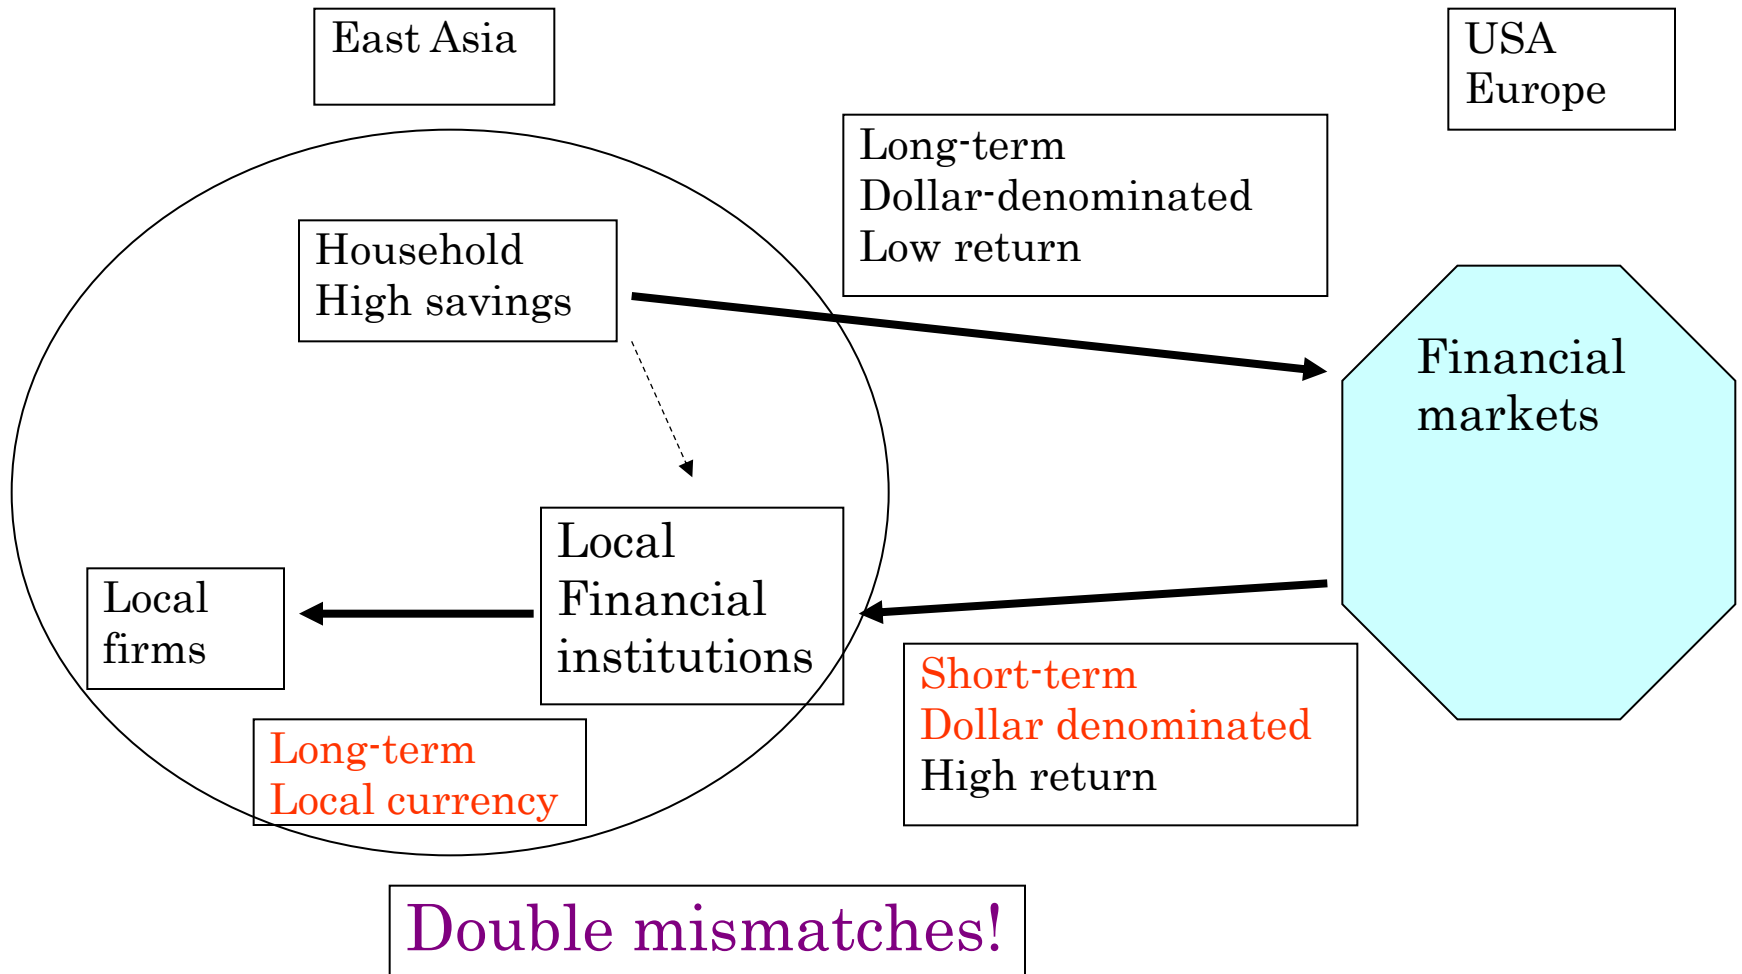 East Asia
USA
Europe
Long-term
Dollar-denominated
Low return
Household
High savings
Financial
markets
Local
Financial
institutions
Local
firms
Short-term
Dollar denominated
High return
Long-term
Local currency
Double mismatches!